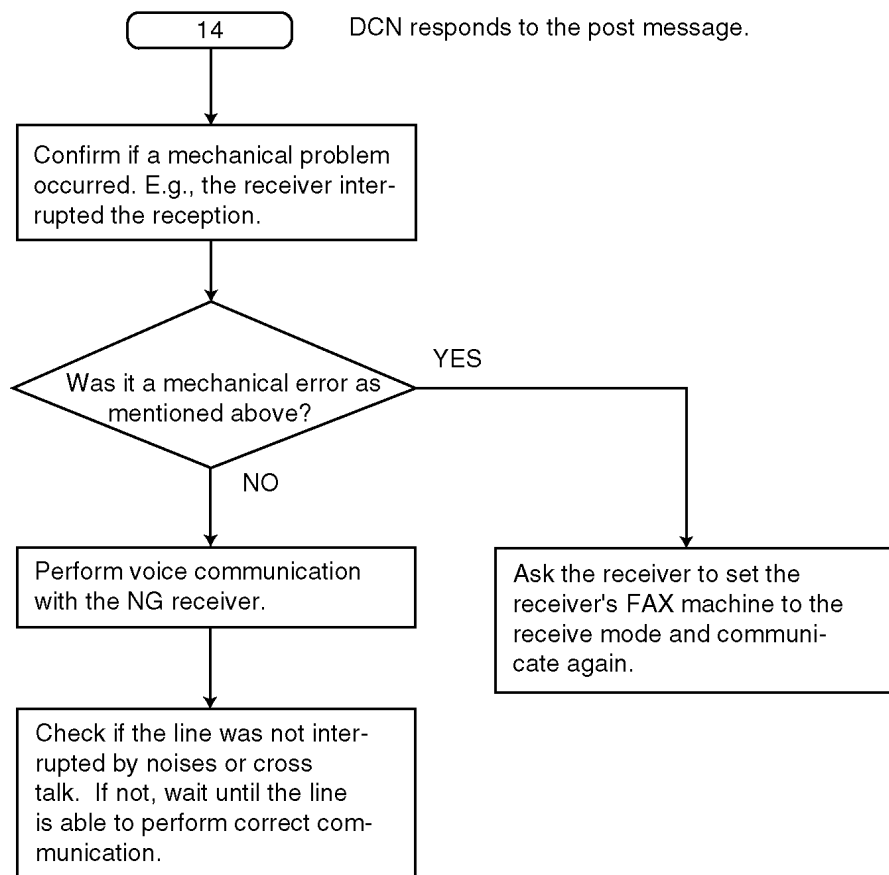 14
DCN responds to the post message.
Confirm if a mechanical problem
occurred. E.g., the receiver inter-
rupted the reception.
Was it a mechanical error as
mentioned above?
YES
NO
Perform voice communication
with the NG receiver.
Ask the receiver to set the
receiver's FAX machine to the
receive mode and communi-
cate again.
Check if the line was not inter-
rupted by noises or cross
talk.  If not, wait until the line
is able to perform correct com-
munication.